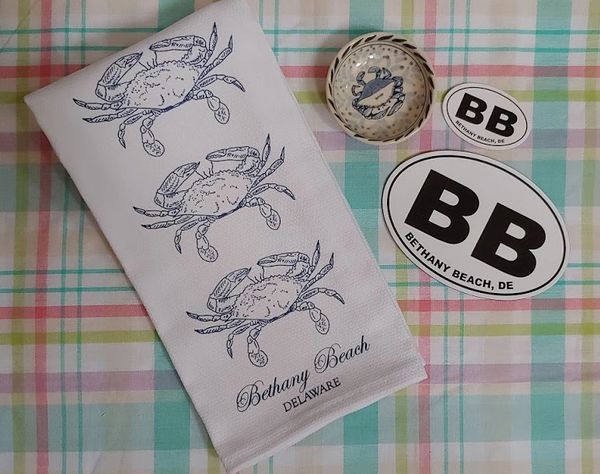 Bethany Beach
DELAWARE
BB
BETHANY BEACH, DE
BB
BETHANY BEACH, DE